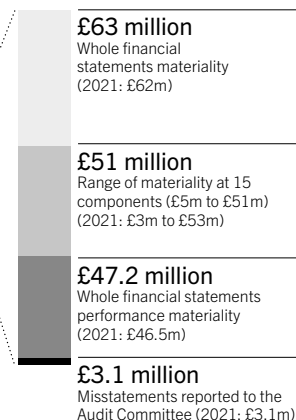 £63 million
Whole financial
statements materiality
(2021: £62m)
£51 million
Range of materiality at 15
components (£5m to £51m)
(2021: £3m to £53m)
£47.2 million
Whole financial statements
performance materiality
(2021: £46.5m)
£3.1 million
Misstatements reported to the
Audit Committee (2021: £3.1m)